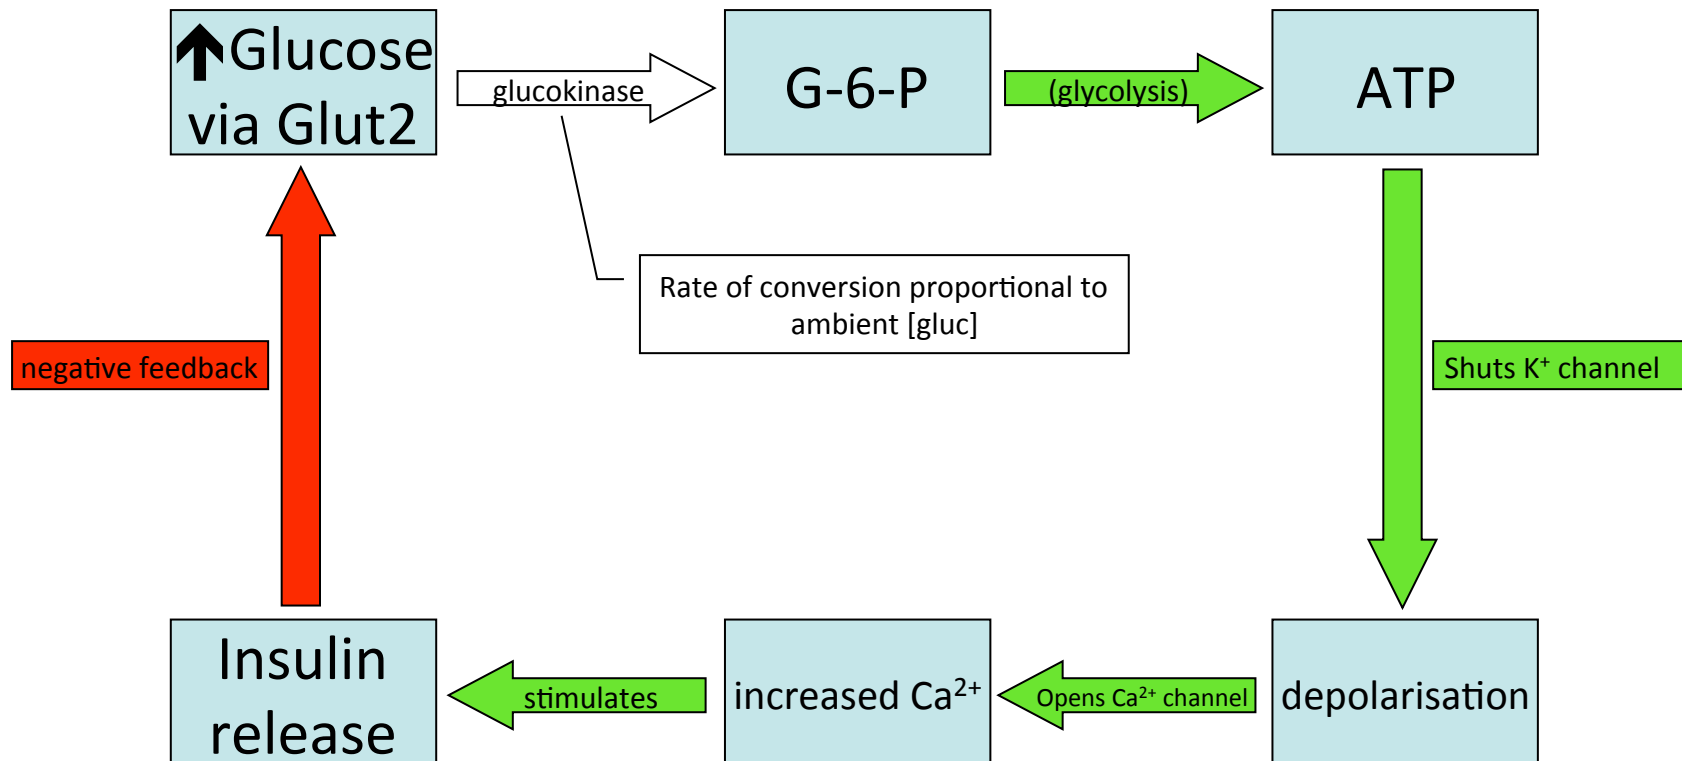 ↑Glucose
via Glut2
glucokinase
G-6-P
(glycolysis)
ATP
Rate of conversion proportional to
ambient [gluc]
negative feedback
Shuts K⁺ channel
Insulin
release
stimulates
increased Ca²⁺
Opens Ca²⁺ channel
depolarisation